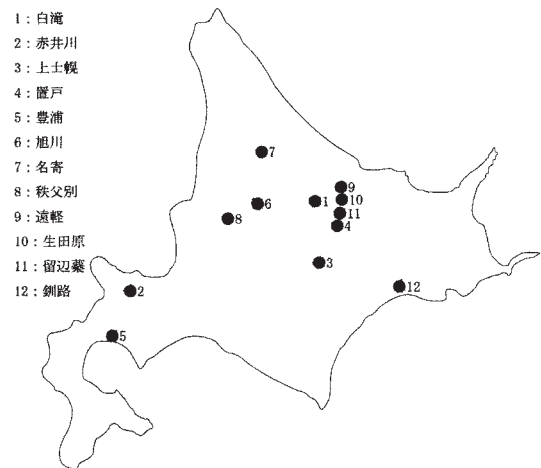 1：白滝
2：赤井川
3：上士幌
4：置戸
5：豊浦
6：旭川
7：名寄
8：秩父別
9：遠軽
10：生田原
11：留辺蘂
12：釧路
7
9
10
1
6
11
8
4
3
12
2
5